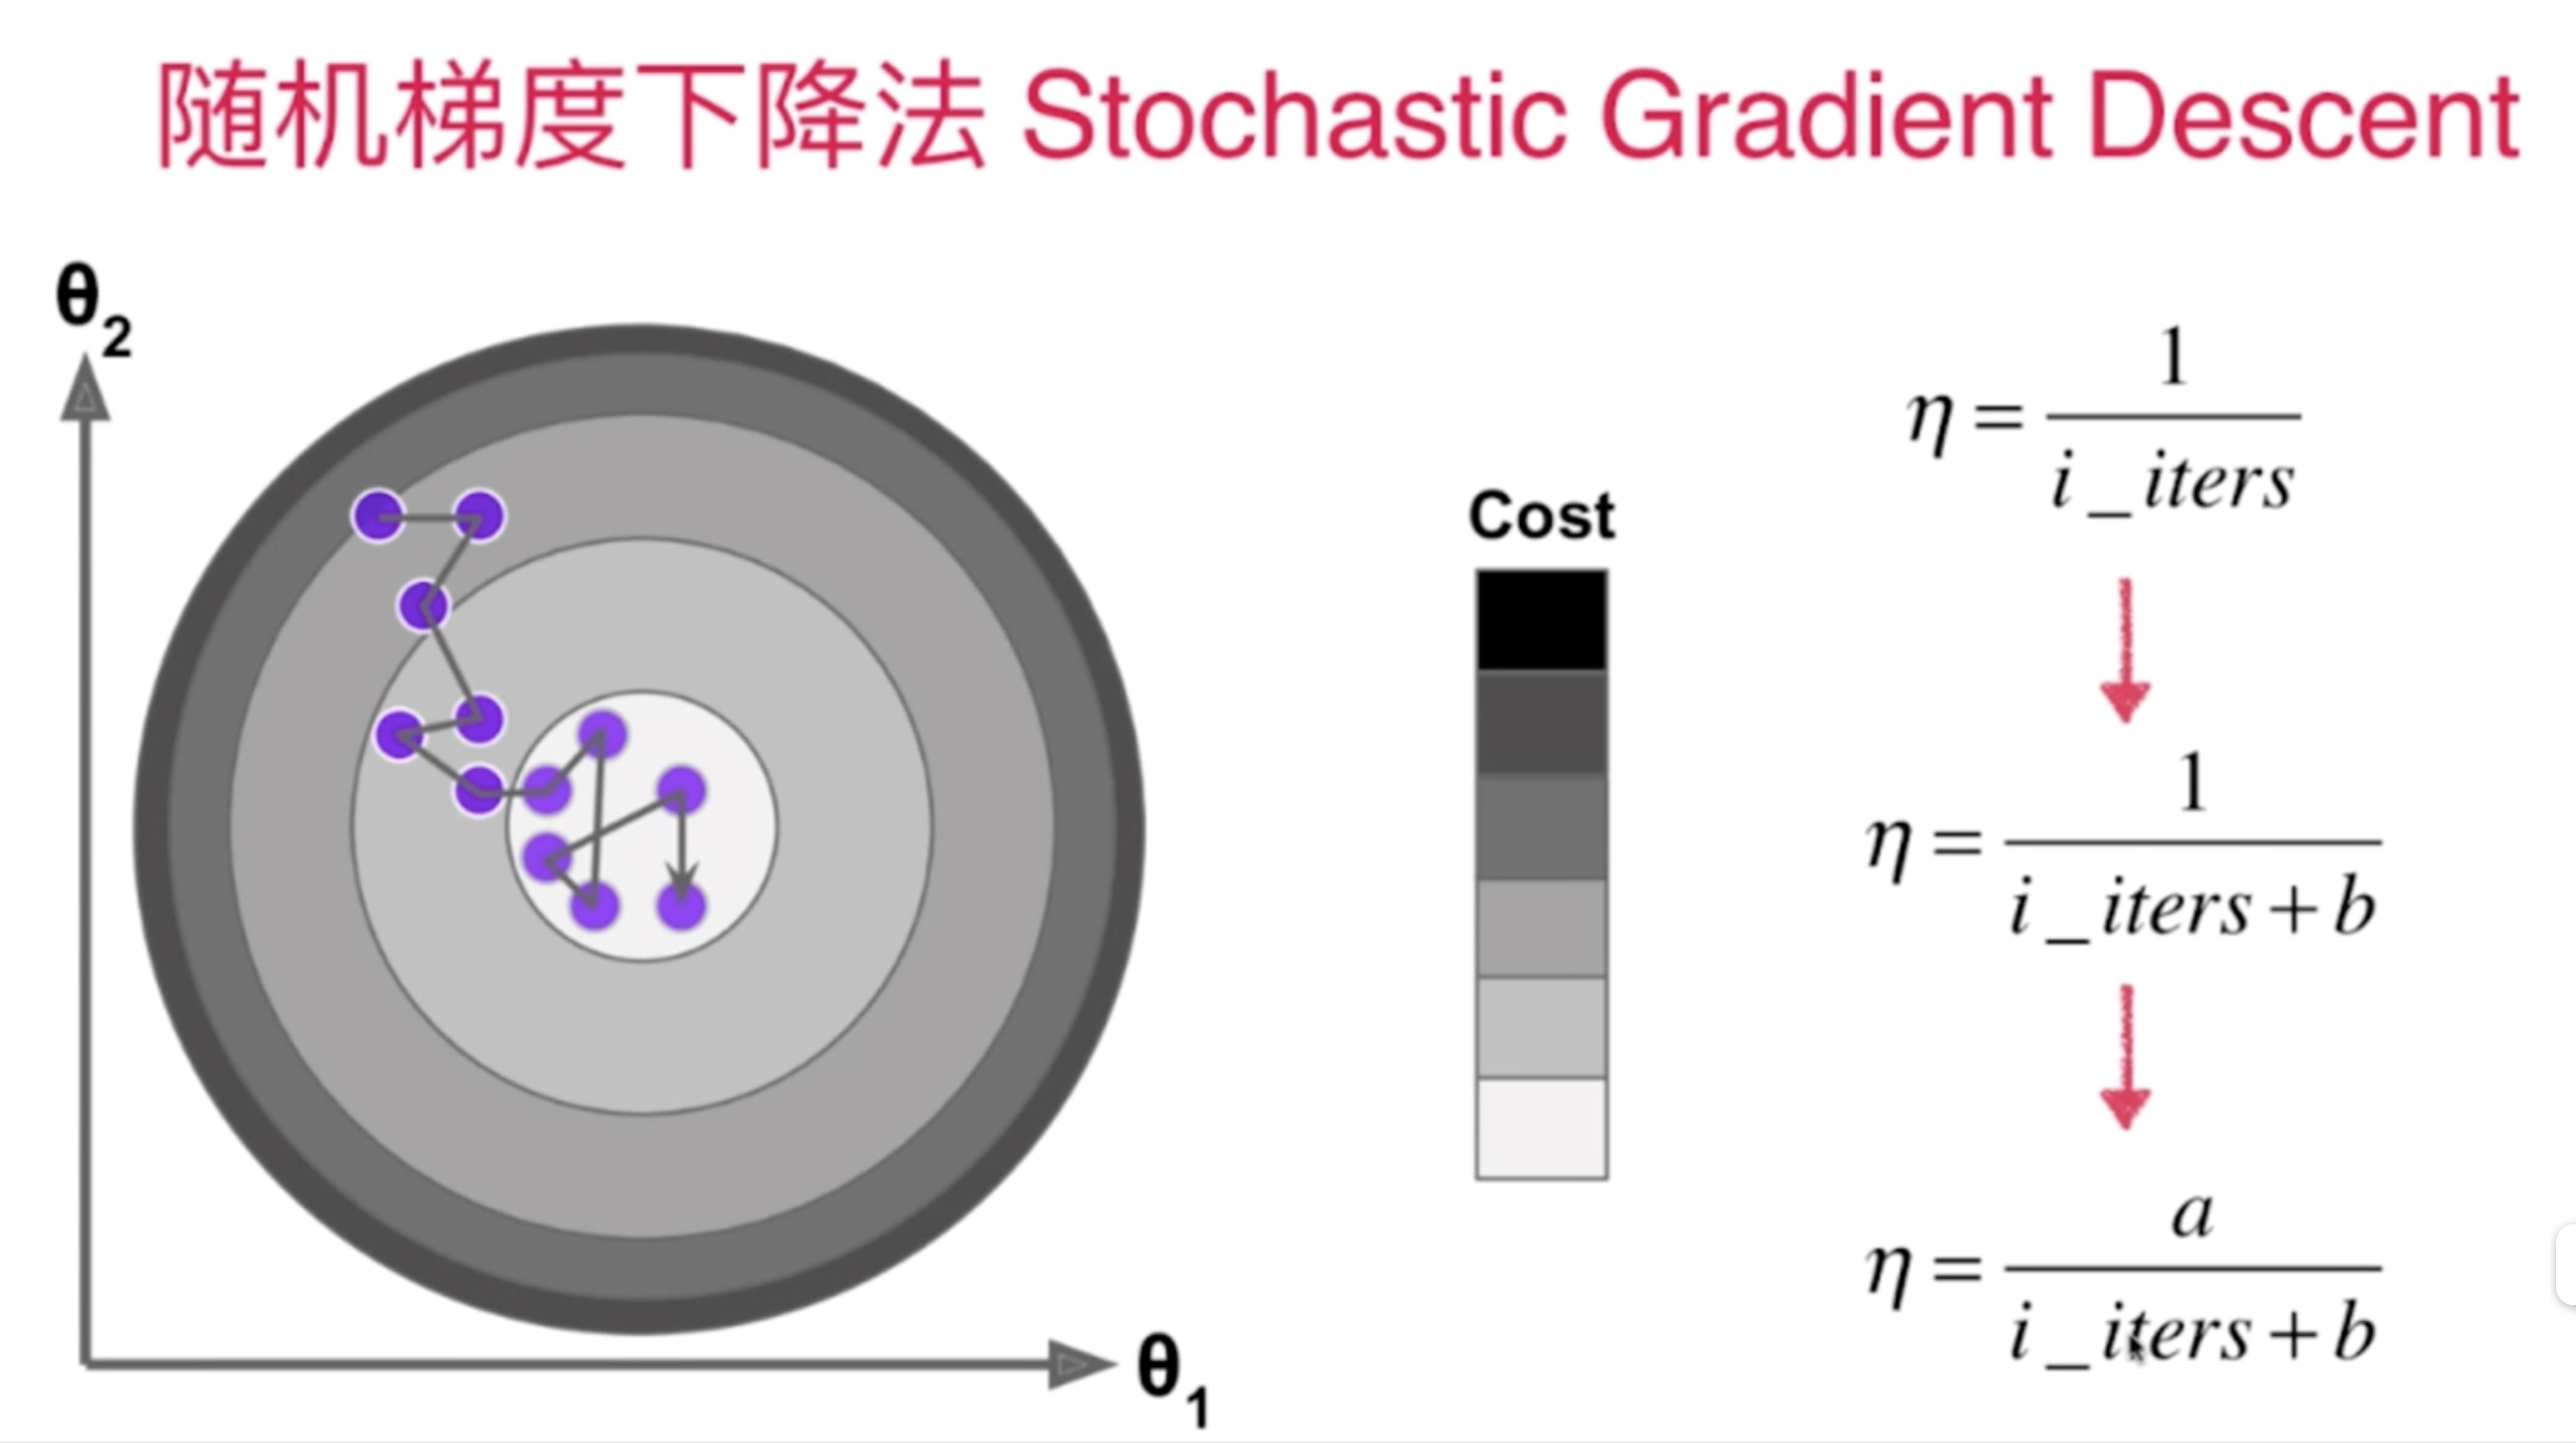 随机梯度下降法 Stochastic Gradient Descent
θ₂
θ₁
Cost
η = 1 / i_iters
η = 1 / i_iters + b
η = a / i_iters + b